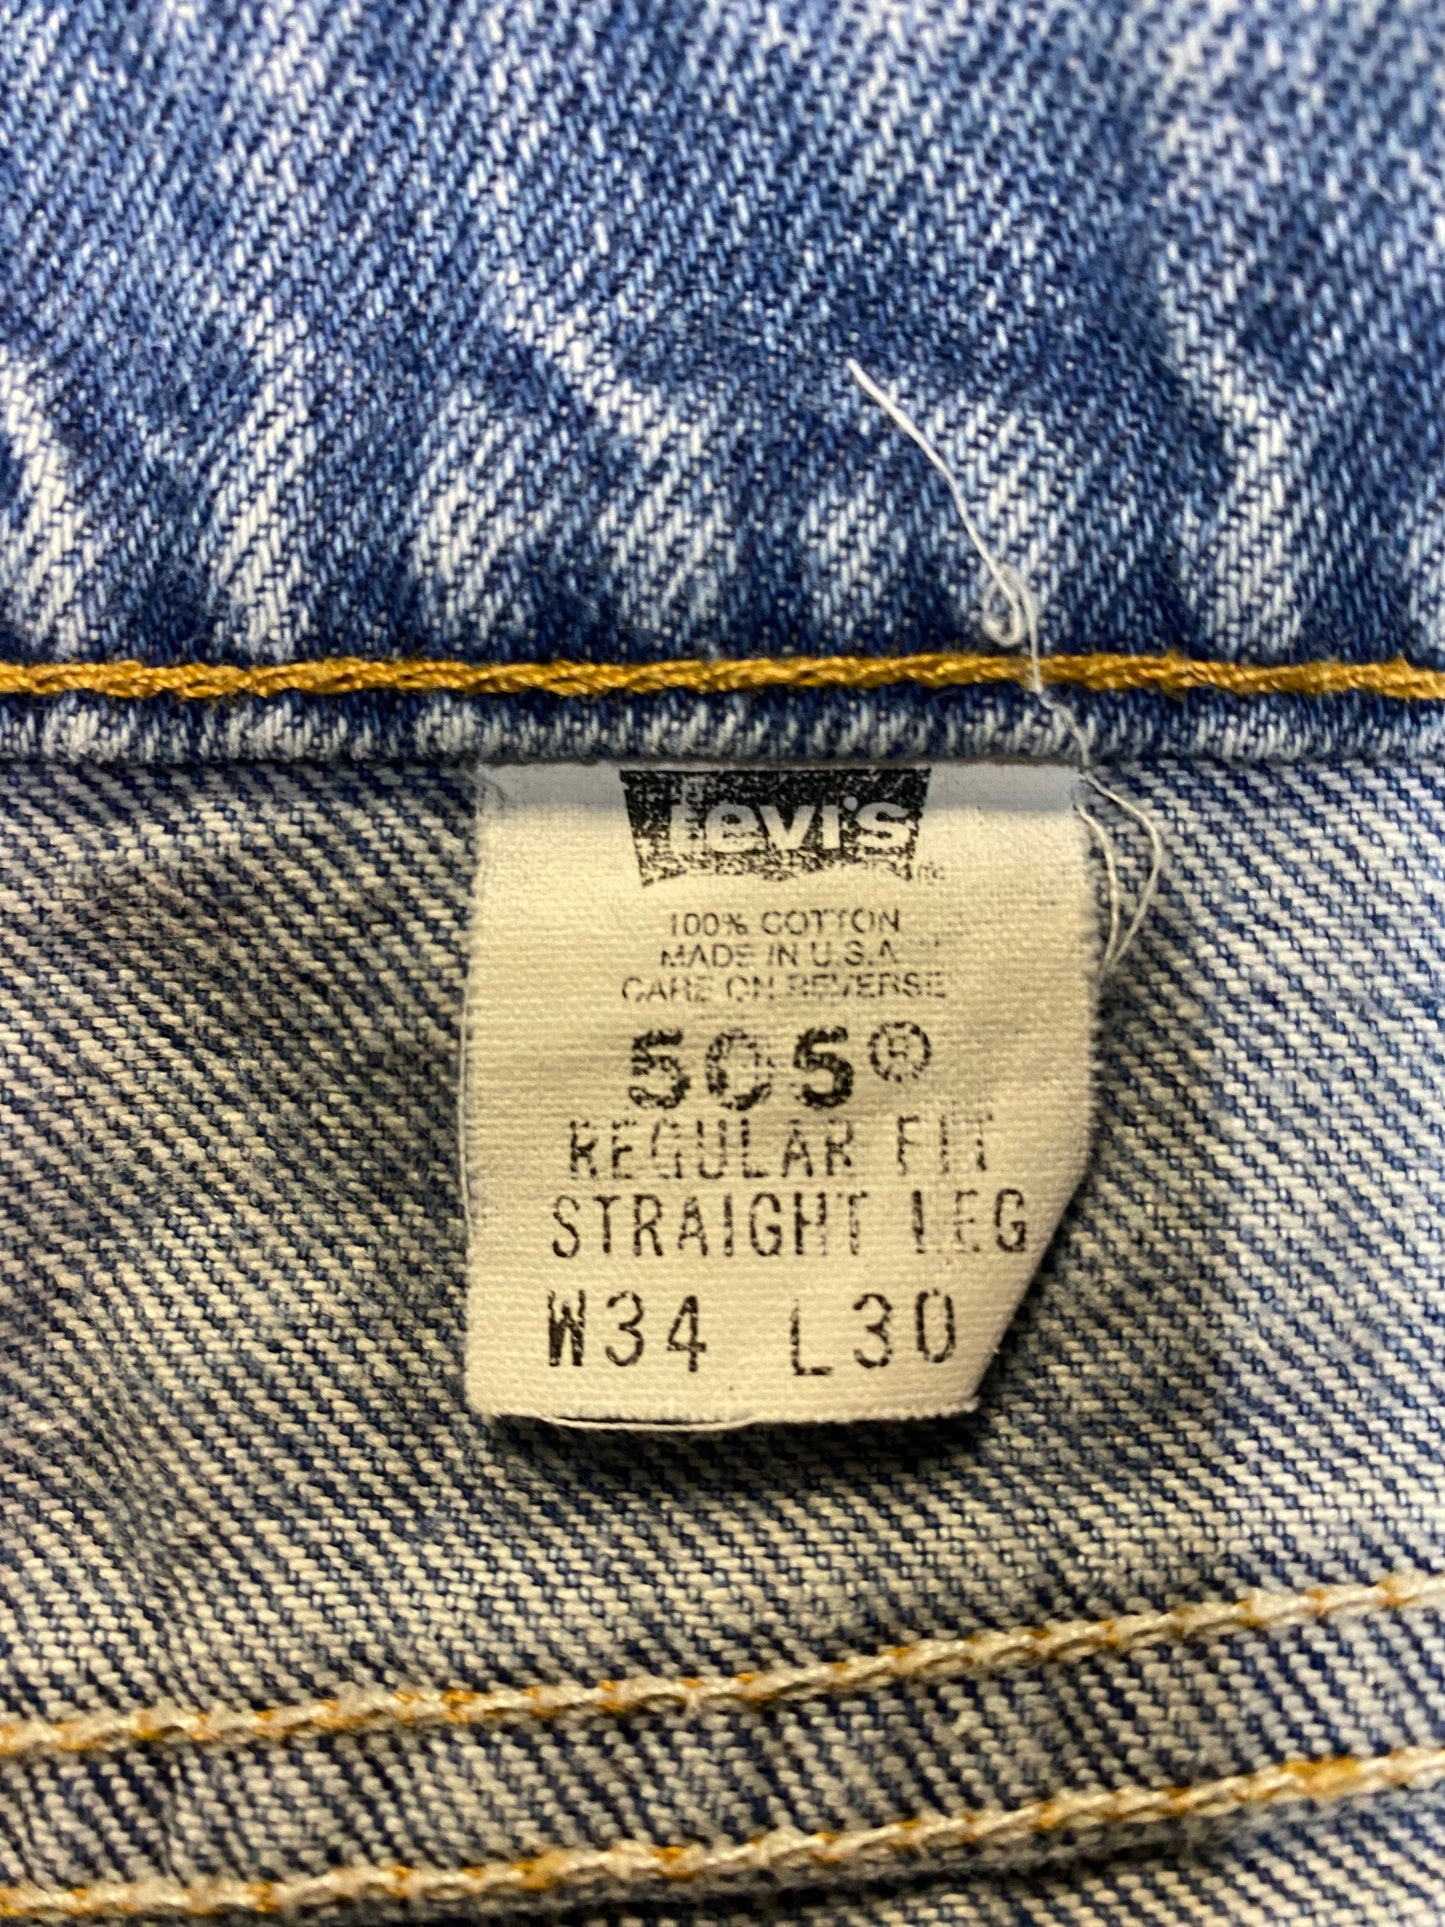 Levi's
100% COTTON
MADE IN U.S.A
CARE ON REVERSE
505®
REGULAR FIT
STRAIGHT LEG
W34 L30